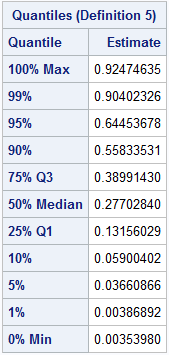 Quantiles (Definition 5)
Quantile Estimate
100% Max 0.92474635
99% 0.90402326
95% 0.64453678
90% 0.55833531
75% Q3 0.38991430
50% Median 0.27702840
25% Q1 0.13156029
10% 0.05900402
5% 0.03660866
1% 0.00386892
0% Min 0.00353980